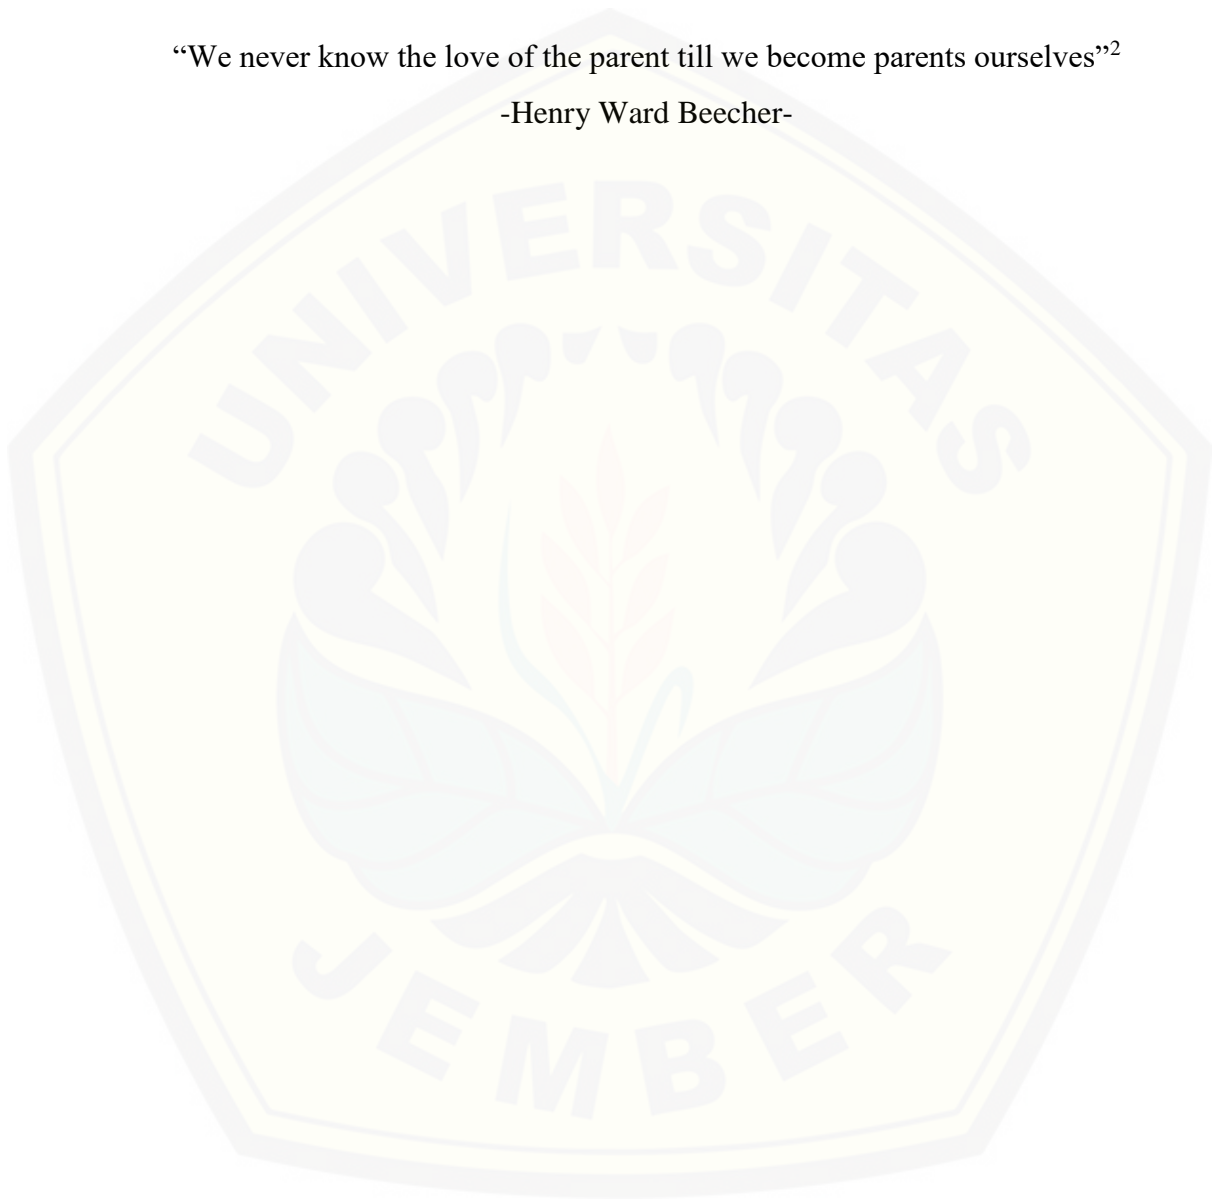 “We never know the love of the parent till we become parents ourselves”²
-Henry Ward Beecher-
UNIVERSITAS
JEMBER